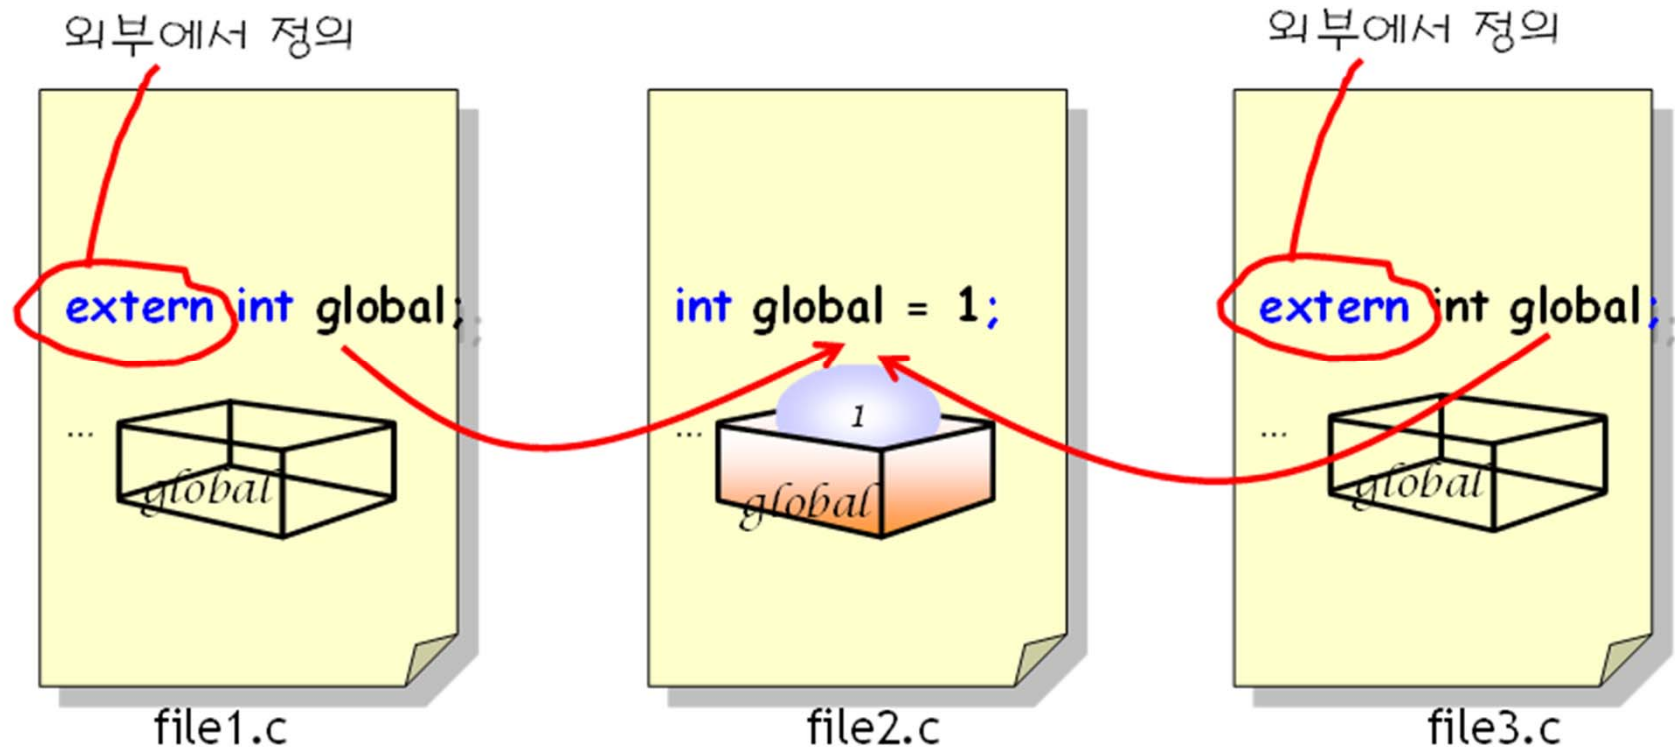 외부에서 정의
외부에서 정의
extern int global;
int global = 1;
extern int global;
...
global
...
1
global
...
global
file1.c
file2.c
file3.c